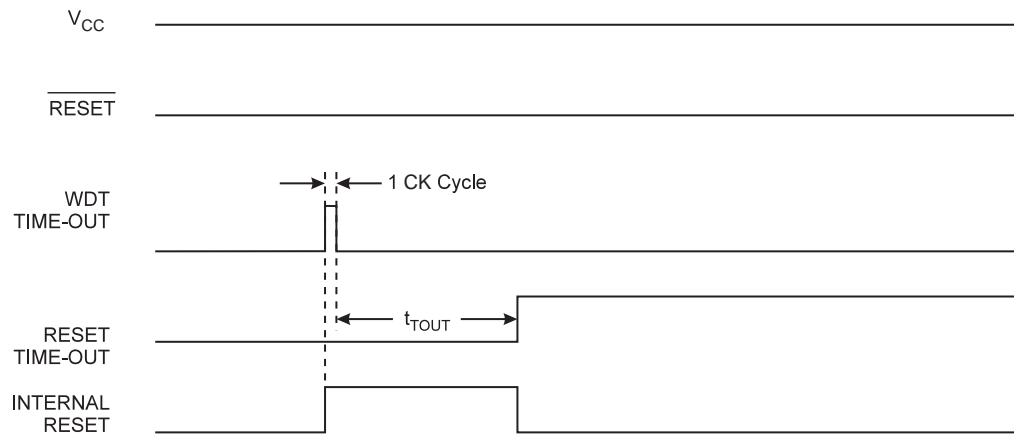 VCC
RESET
1 CK Cycle
WDT
TIME-OUT
tTOUT
RESET
TIME-OUT
INTERNAL
RESET